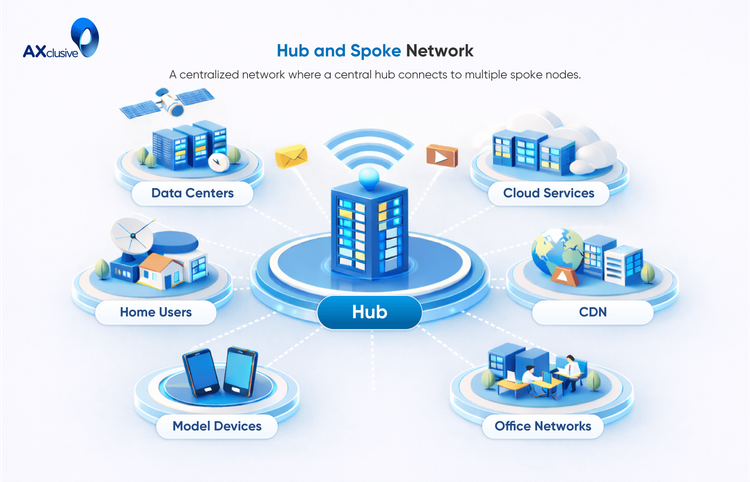 AXclusive
Hub and Spoke Network
A centralized network where a central hub connects to multiple spoke nodes.
Data Centers
Cloud Services
Home Users
Hub
CDN
Model Devices
Office Networks